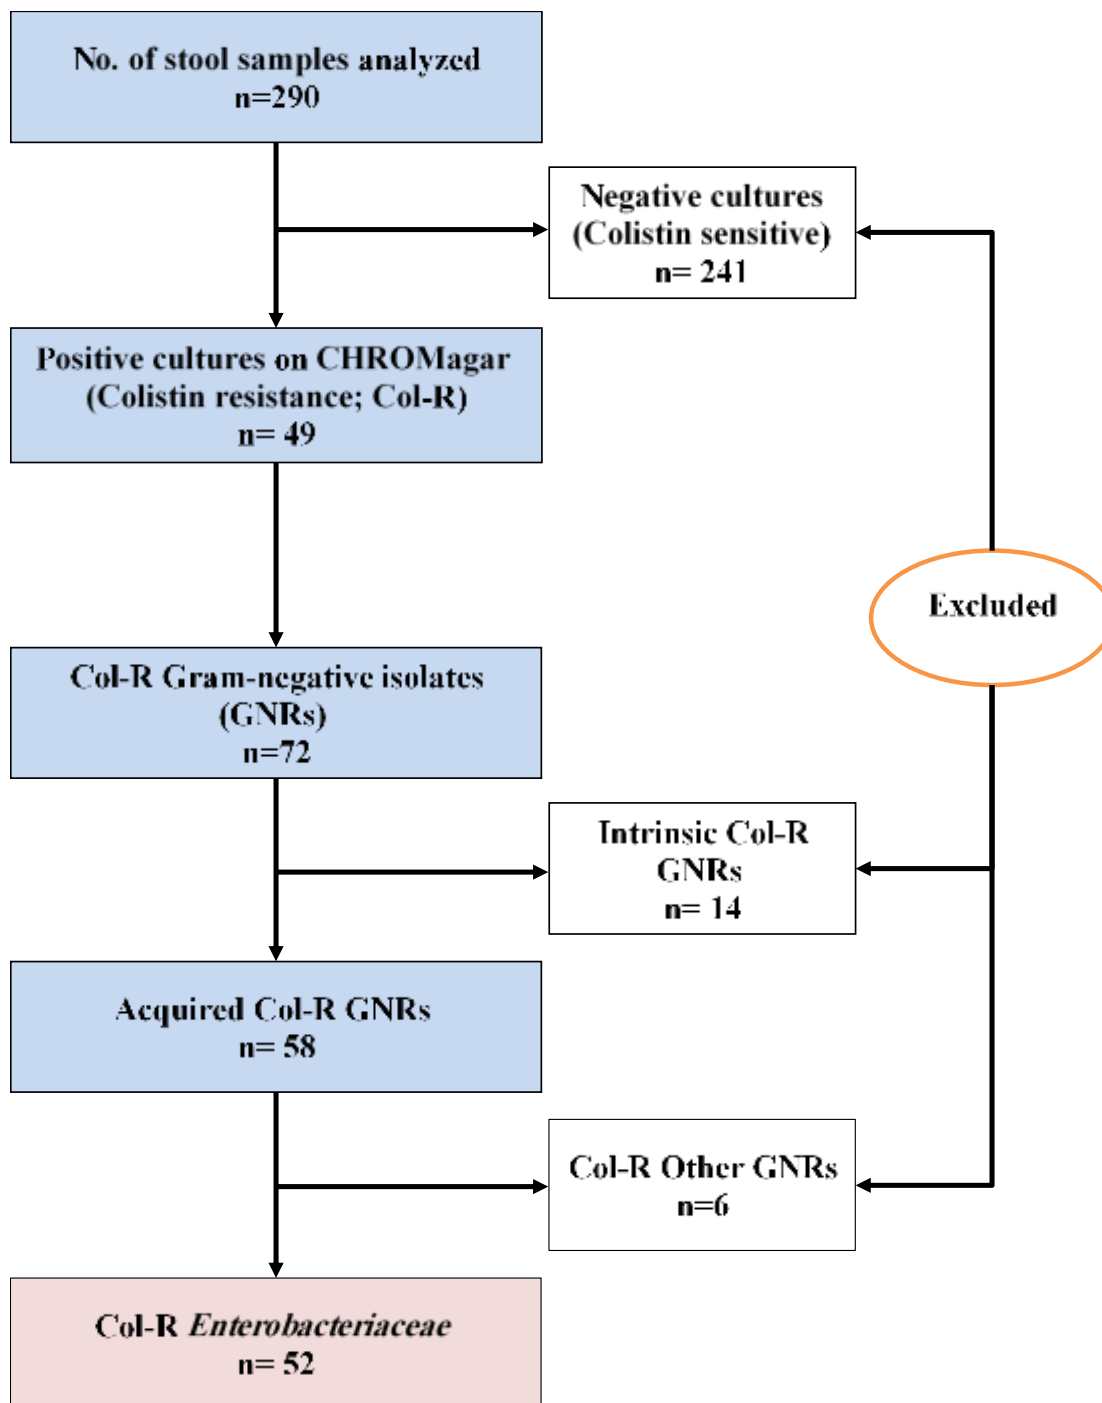 No. of stool samples analyzed
n=290
Negative cultures
(Colistin sensitive)
n= 241
Positive cultures on CHROMagar
(Colistin resistance; Col-R)
n= 49
Excluded
Col-R Gram-negative isolates
(GNRs)
n=72
Intrinsic Col-R
GNRs
n= 14
Acquired Col-R GNRs
n= 58
Col-R Other GNRs
n=6
Col-R Enterobacteriaceae
n= 52